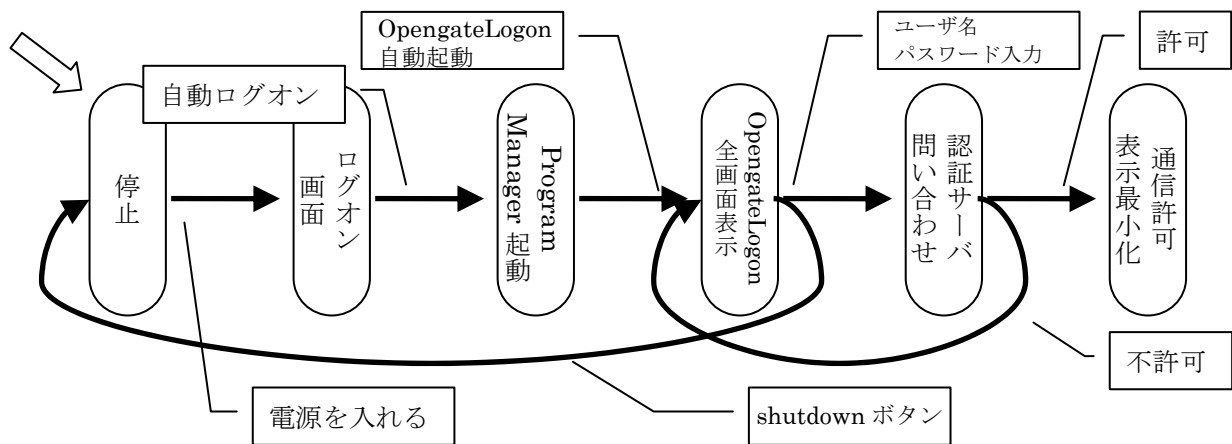 OpengateLogon
自動起動
ユーザ名
パスワード入力
許可
自動ログオン
停止
ログオン
画面
Program
Manager 起動
OpengateLogon
全画面表示
認証サーバ
問い合わせ
通信許可
表示最小化
不許可
電源を入れる
shutdown ボタン